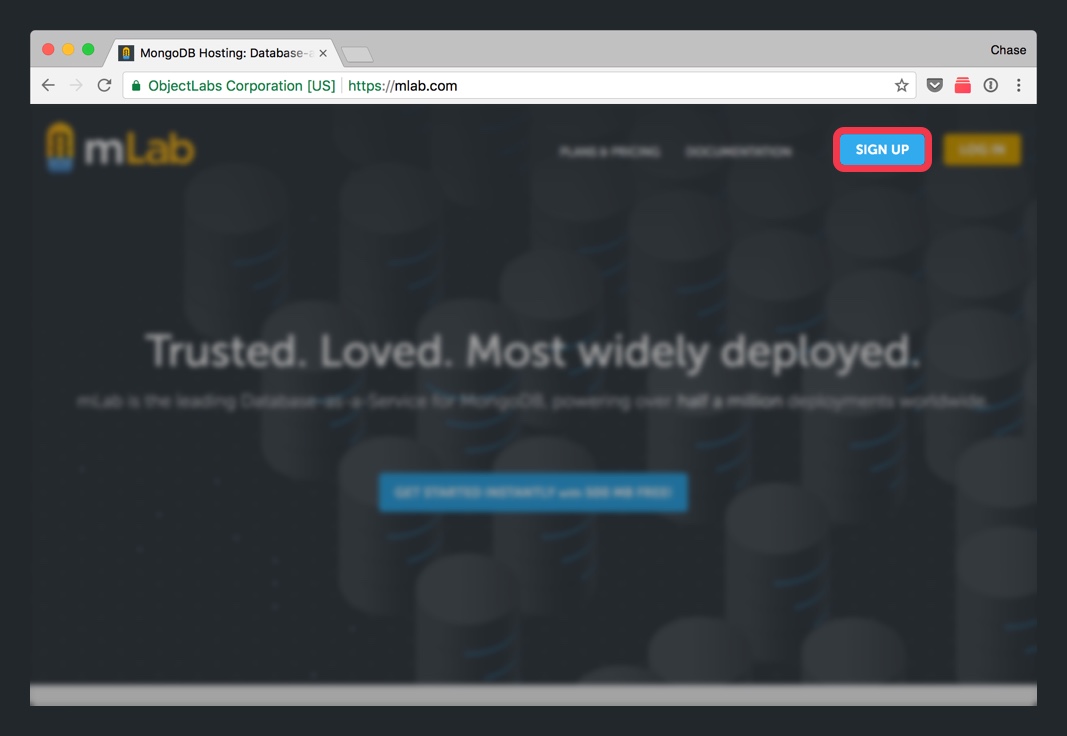 MongoDB Hosting: Database-a
Chase
ObjectLabs Corporation [US] https://mlab.com
mLab
PLANS & PRICING DOCUMENTATION SIGN UP LOG IN
Trusted. Loved. Most widely deployed.
mLab is the leading Database-as-a-Service for MongoDB, powering over half a million deployments worldwide.
GET STARTED INSTANTLY with 500 MB FREE!